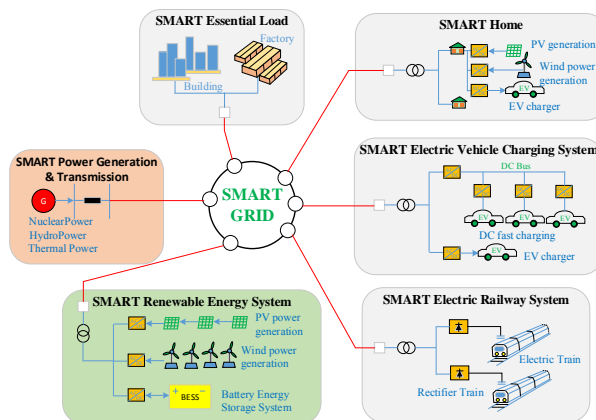 SMART Essential Load
Factory
Building
SMART Home
PV generation
Wind power
generation
EV
EV charger
SMART Power Generation
& Transmission
G
NuclearPower
HydroPower
Thermal Power
SMART
GRID
SMART Electric Vehicle Charging System
DC Bus
EV
EV
EV
DC fast charging
EV
EV charger
SMART Renewable Energy System
PV power
generation
Wind power
generation
+ BESS −
Battery Energy
Storage System
SMART Electric Railway System
Electric Train
Rectifier Train